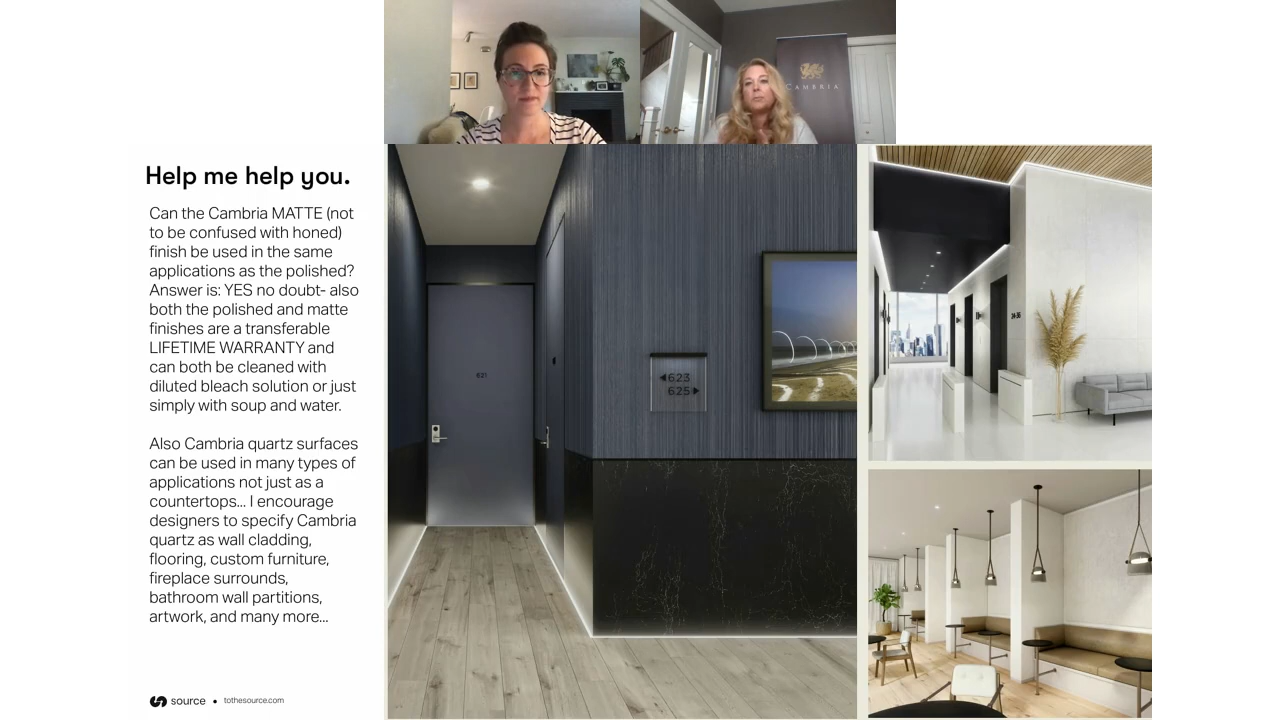 CAMBRIA
Help me help you.
Can the Cambria MATTE (not
to be confused with honed)
finish be used in the same
applications as the polished?
Answer is: YES no doubt- also
both the polished and matte
finishes are a transferable
LIFETIME WARRANTY and
can both be cleaned with
diluted bleach solution or just
simply with soup and water.
Also Cambria quartz surfaces
can be used in many types of
applications not just as a
countertops... I encourage
designers to specify Cambria
quartz as wall cladding,
flooring, custom furniture,
fireplace surrounds,
bathroom wall partitions,
artwork, and many more...
source • tothesource.com
621
623
625